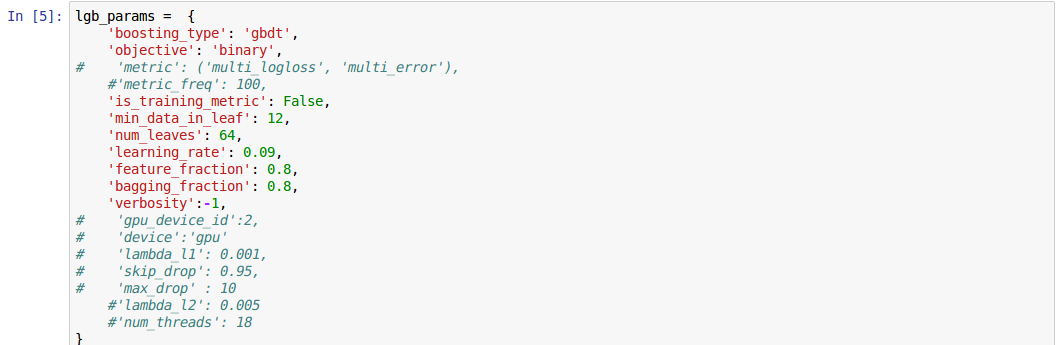 In [5]: lgb_params =  {
    'boosting_type': 'gbdt',
    'objective': 'binary',
#    'metric': ('multi_logloss', 'multi_error'),
    #'metric_freq': 100,
    'is_training_metric': False,
    'min_data_in_leaf': 12,
    'num_leaves': 64,
    'learning_rate': 0.09,
    'feature_fraction': 0.8,
    'bagging_fraction': 0.8,
    'verbosity':-1,
#    'gpu_device_id':2,
#    'device':'gpu'
#    'lambda_l1': 0.001,
#    'skip_drop': 0.95,
#    'max_drop' : 10
    #'lambda_l2': 0.005
    #'num_threads': 18
}